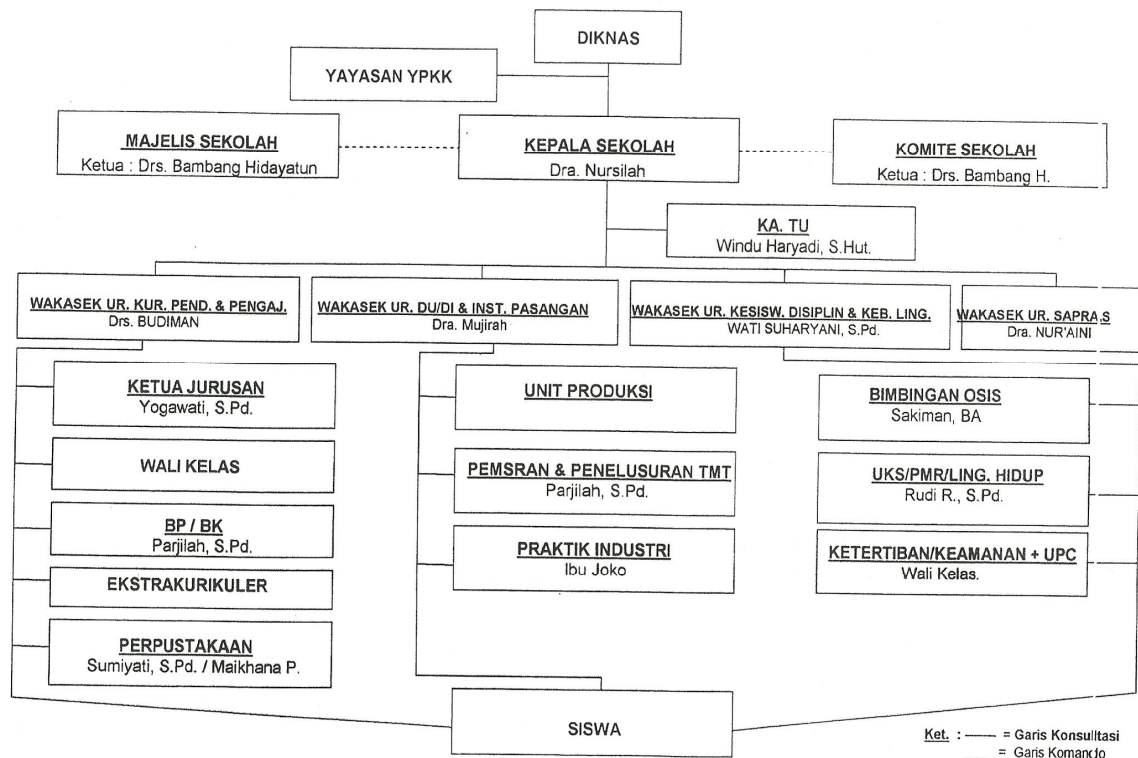 DIKNAS
YAYASAN YPKK
MAJELIS SEKOLAH
Ketua : Drs. Bambang Hidayatun
KEPALA SEKOLAH
Dra. Nursilah
KOMITE SEKOLAH
Ketua : Drs. Bambang H.
KA. TU
Windu Haryadi, S.Hut.
WAKASEK UR. KUR. PEND. & PENGAJ.
Drs. BUDIMAN
WAKASEK UR. DU/DI & INST. PASANGAN
Dra. Mujirah
WAKASEK UR. KESISW. DISIPLIN & KEB. LING.
WATI SUHARYANI, S.Pd.
WAKASEK UR. SAPRAS
Dra. NUR'AINI
KETUA JURUSAN
Yogawati, S.Pd.
WALI KELAS
BP / BK
Parjilah, S.Pd.
EKSTRAKURIKULER
PERPUSTAKAAN
Sumiyati, S.Pd. / Maikhana P.
UNIT PRODUKSI
PEMSRAN & PENELUSURAN TMT
Parjilah, S.Pd.
PRAKTIK INDUSTRI
Ibu Joko
BIMBINGAN OSIS
Sakiman, BA
UKS/PMR/LING. HIDUP
Rudi R., S.Pd.
KETERTIBAN/KEAMANAN + UPC
Wali Kelas.
SISWA
Ket. : ------ = Garis Konsultasi
____ = Garis Komando